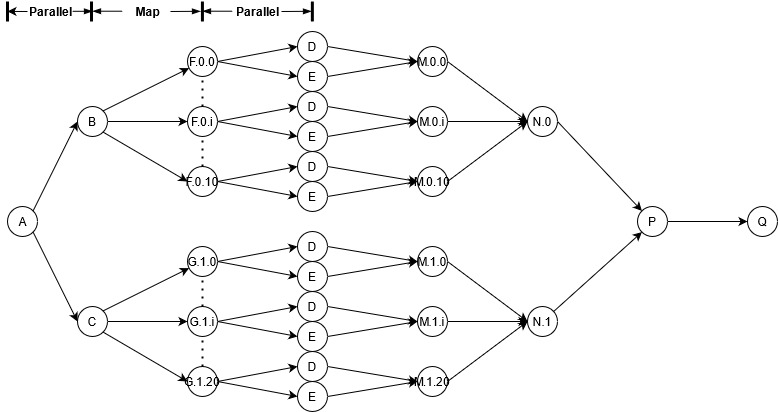 Parallel Map Parallel
D
F.0.0 M.0.0
E
D
B F.0.i M.0.i N.0
E
D
F.0.10 M.0.10
E
A P Q
D
G.1.0 M.1.0
E
D
C G.1.i M.1.i N.1
E
D
G.1.20 M.1.20
E